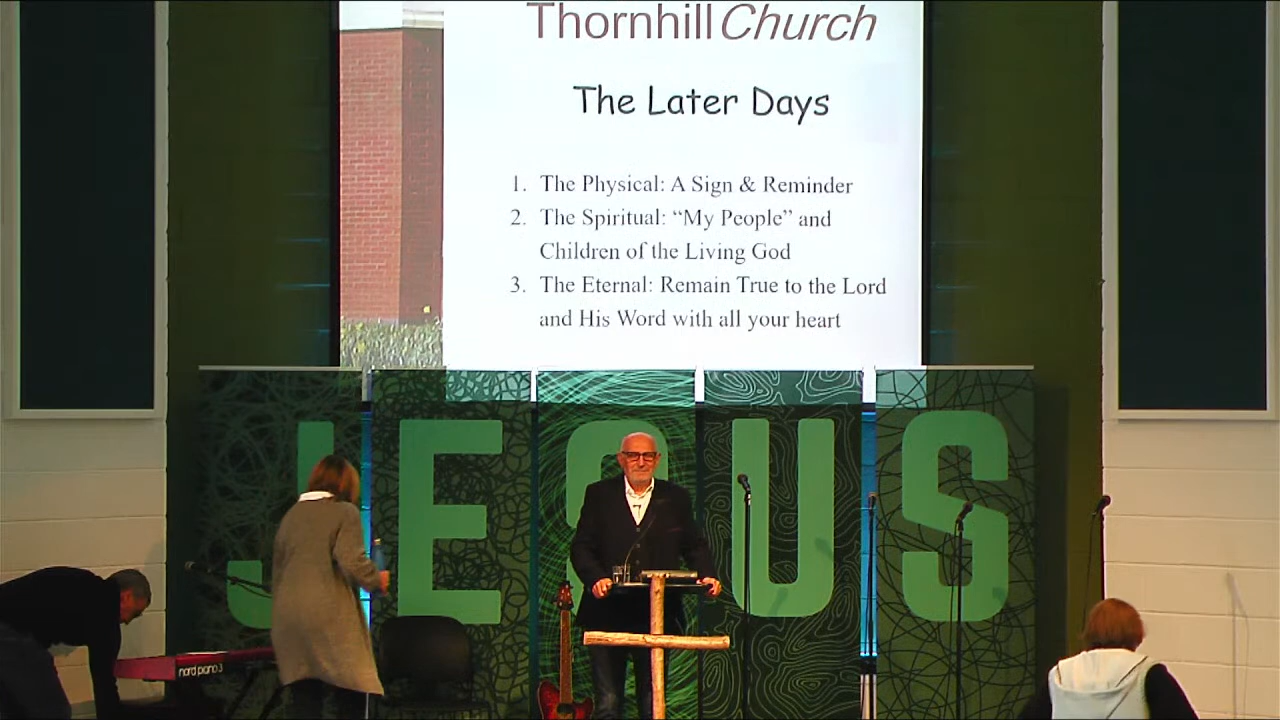 ThornhillChurch
The Later Days
1. The Physical: A Sign & Reminder
2. The Spiritual: “My People” and
Children of the Living God
3. The Eternal: Remain True to the Lord
and His Word with all your heart
JESUS
nord piano 3